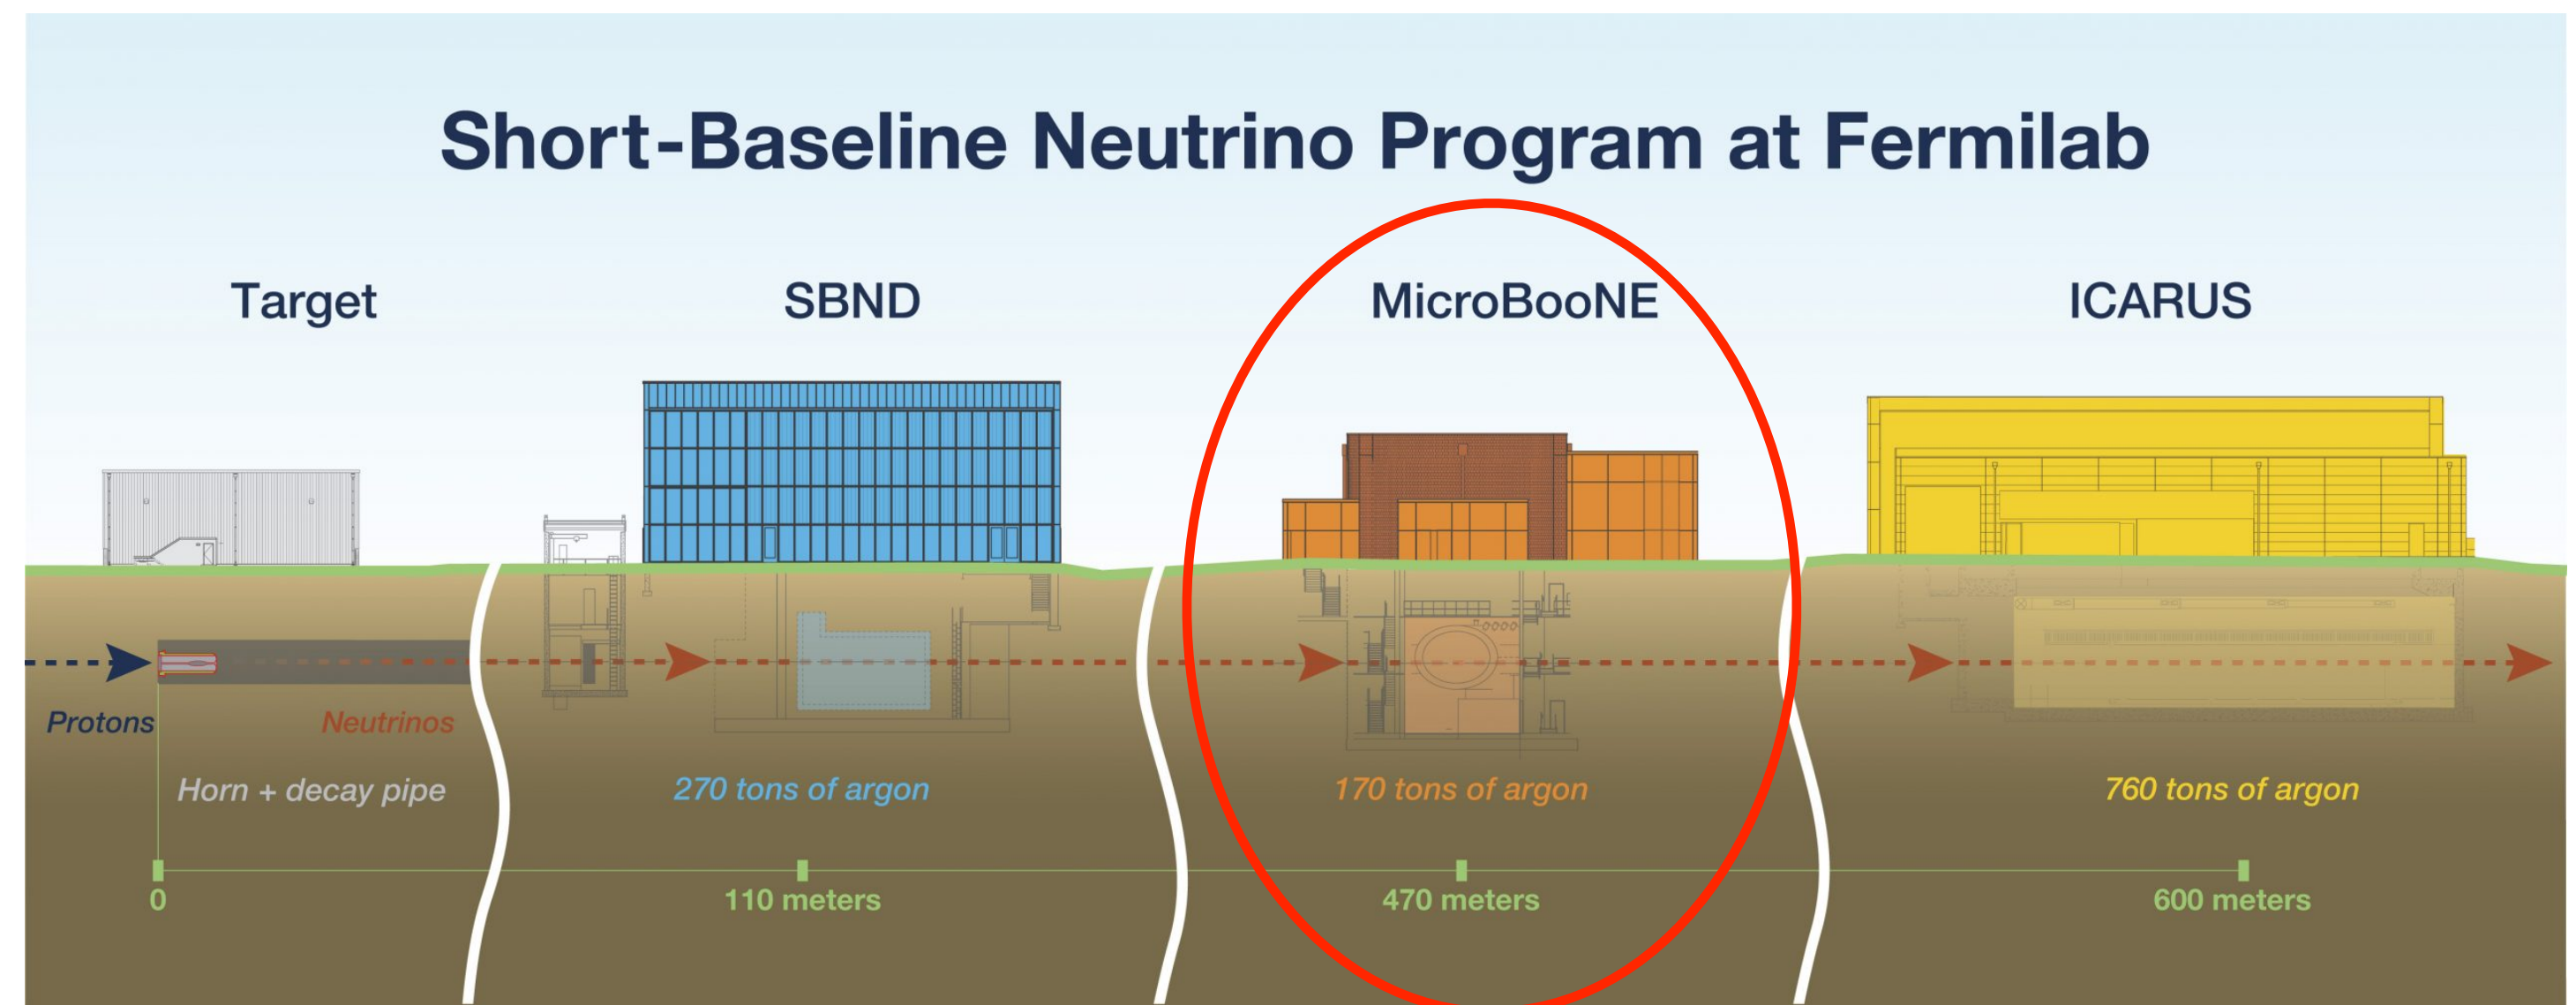 Short-Baseline Neutrino Program at Fermilab
Target
SBND
MicroBooNE
ICARUS
Protons
Neutrinos
Horn + decay pipe
270 tons of argon
170 tons of argon
760 tons of argon
0
110 meters
470 meters
600 meters